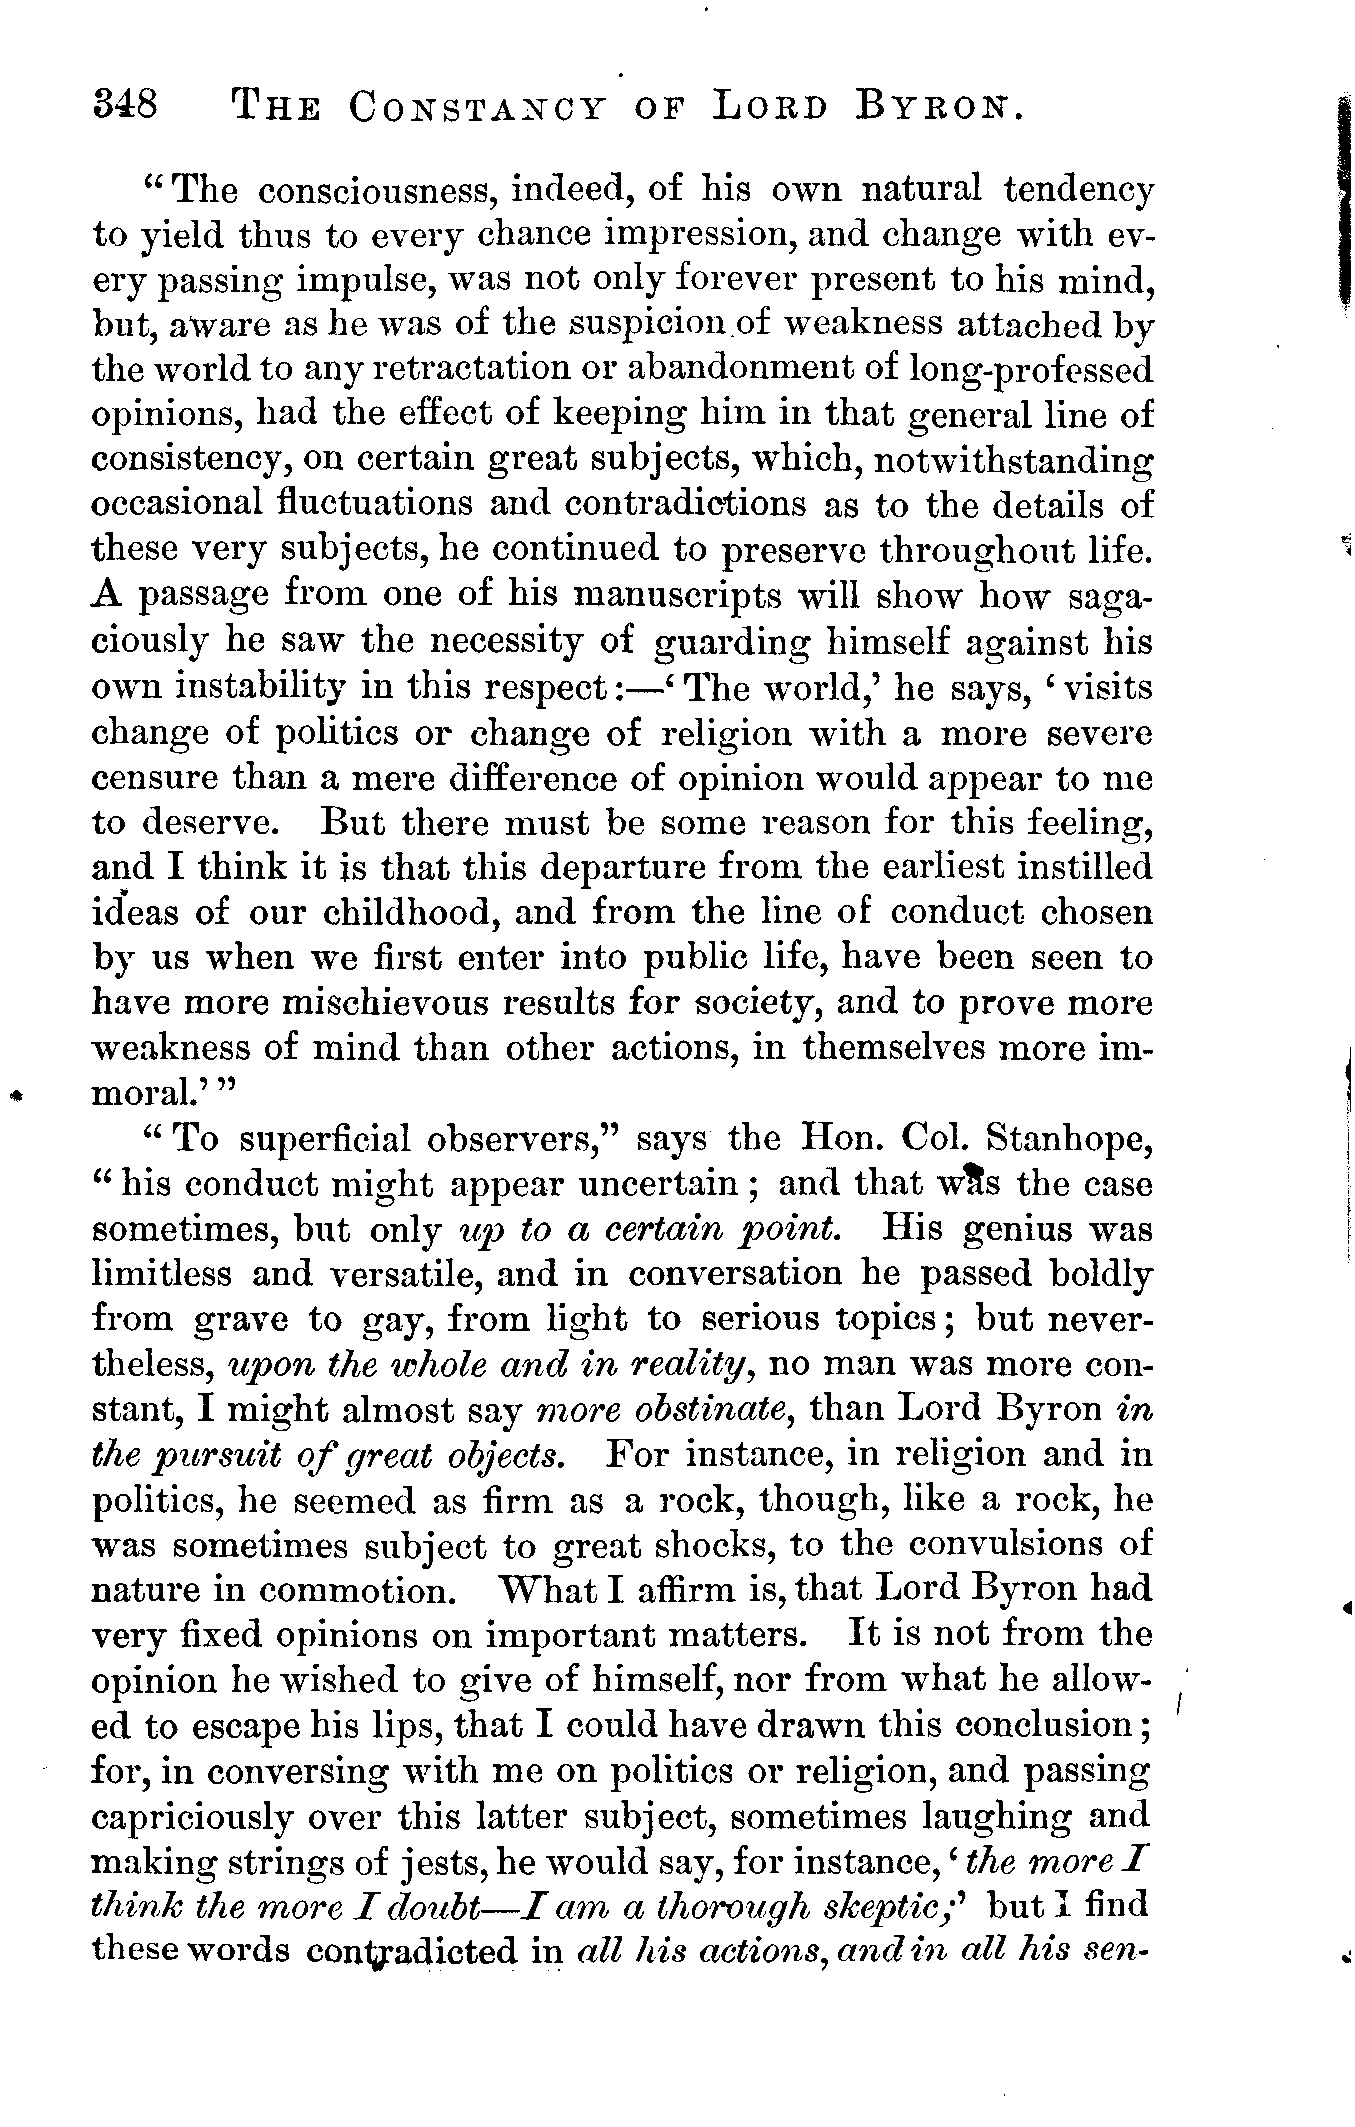 348 THE CONSTANCY OF LORD BYRON.
“The consciousness, indeed, of his own natural tendency
to yield thus to every chance impression, and change with ev-
ery passing impulse, was not only forever present to his mind,
but, aware as he was of the suspicion of weakness attached by
the world to any retractation or abandonment of long-professed
opinions, had the effect of keeping him in that general line of
consistency, on certain great subjects, which, notwithstanding
occasional fluctuations and contradictions as to the details of
these very subjects, he continued to preserve throughout life.
A passage from one of his manuscripts will show how saga-
ciously he saw the necessity of guarding himself against his
own instability in this respect:—‘The world,’ he says, ‘visits
change of politics or change of religion with a more severe
censure than a mere difference of opinion would appear to me
to deserve. But there must be some reason for this feeling,
and I think it is that this departure from the earliest instilled
ideas of our childhood, and from the line of conduct chosen
by us when we first enter into public life, have been seen to
have more mischievous results for society, and to prove more
weakness of mind than other actions, in themselves more im-
moral.’”
“To superficial observers,” says the Hon. Col. Stanhope,
“his conduct might appear uncertain; and that was the case
sometimes, but only up to a certain point. His genius was
limitless and versatile, and in conversation he passed boldly
from grave to gay, from light to serious topics; but never-
theless, upon the whole and in reality, no man was more con-
stant, I might almost say more obstinate, than Lord Byron in
the pursuit of great objects. For instance, in religion and in
politics, he seemed as firm as a rock, though, like a rock, he
was sometimes subject to great shocks, to the convulsions of
nature in commotion. What I affirm is, that Lord Byron had
very fixed opinions on important matters. It is not from the
opinion he wished to give of himself, nor from what he allow-
ed to escape his lips, that I could have drawn this conclusion;
for, in conversing with me on politics or religion, and passing
capriciously over this latter subject, sometimes laughing and
making strings of jests, he would say, for instance, ‘the more I
think the more I doubt—I am a thorough skeptic;’ but I find
these words contradicted in all his actions, and in all his sen-